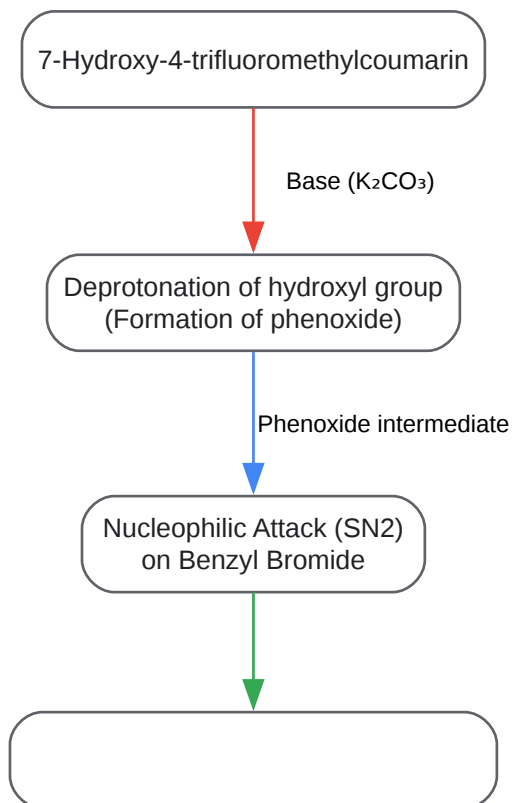 7-Hydroxy-4-trifluoromethylcoumarin
Base (K₂CO₃)
Deprotonation of hydroxyl group
(Formation of phenoxide)
Phenoxide intermediate
Nucleophilic Attack (SN2)
on Benzyl Bromide